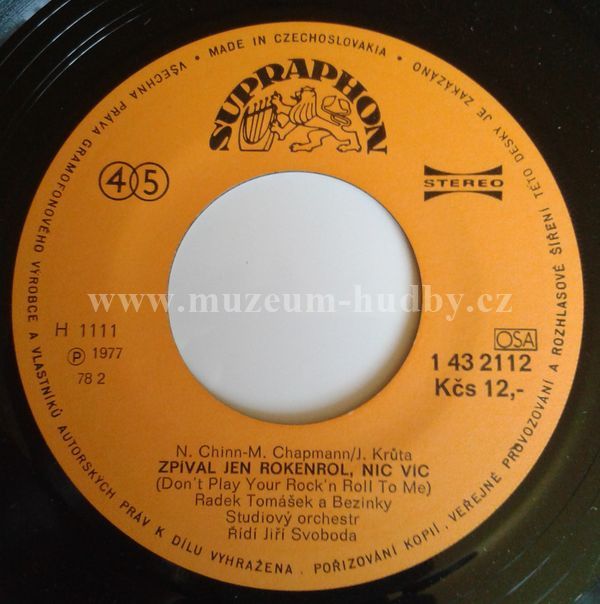 VŠECHNA PRÁVA GRAMOFONOVÉHO VÝROBCE A VLASTNÍKŮ AUTORSKÝCH PRÁV K DÍLU VYHRAŽENA. POŘIZOVÁNÍ KOPIÍ, VEŘEJNÉ PROVOZOVÁNÍ A ROZHLASOVÉ ŠÍŘENÍ TÉTO DESKY JE ZAKÁZÁNO • MADE IN CZECHOSLOVAKIA •
SUPRAPHON
45
STEREO
www.muzeum-hudby.cz
H 1111
Ⓟ 1977
78 2
OSA
1 43 2112
Kčs 12,-
N. Chinn-M. Chapmann/J. Krůta
ZPÍVAL JEN ROKENROL, NIC VÍC
(Don't Play Your Rock'n Roll To Me)
Radek Tomášek a Bezinky
Studiový orchestr
Řídí Jiří Svoboda